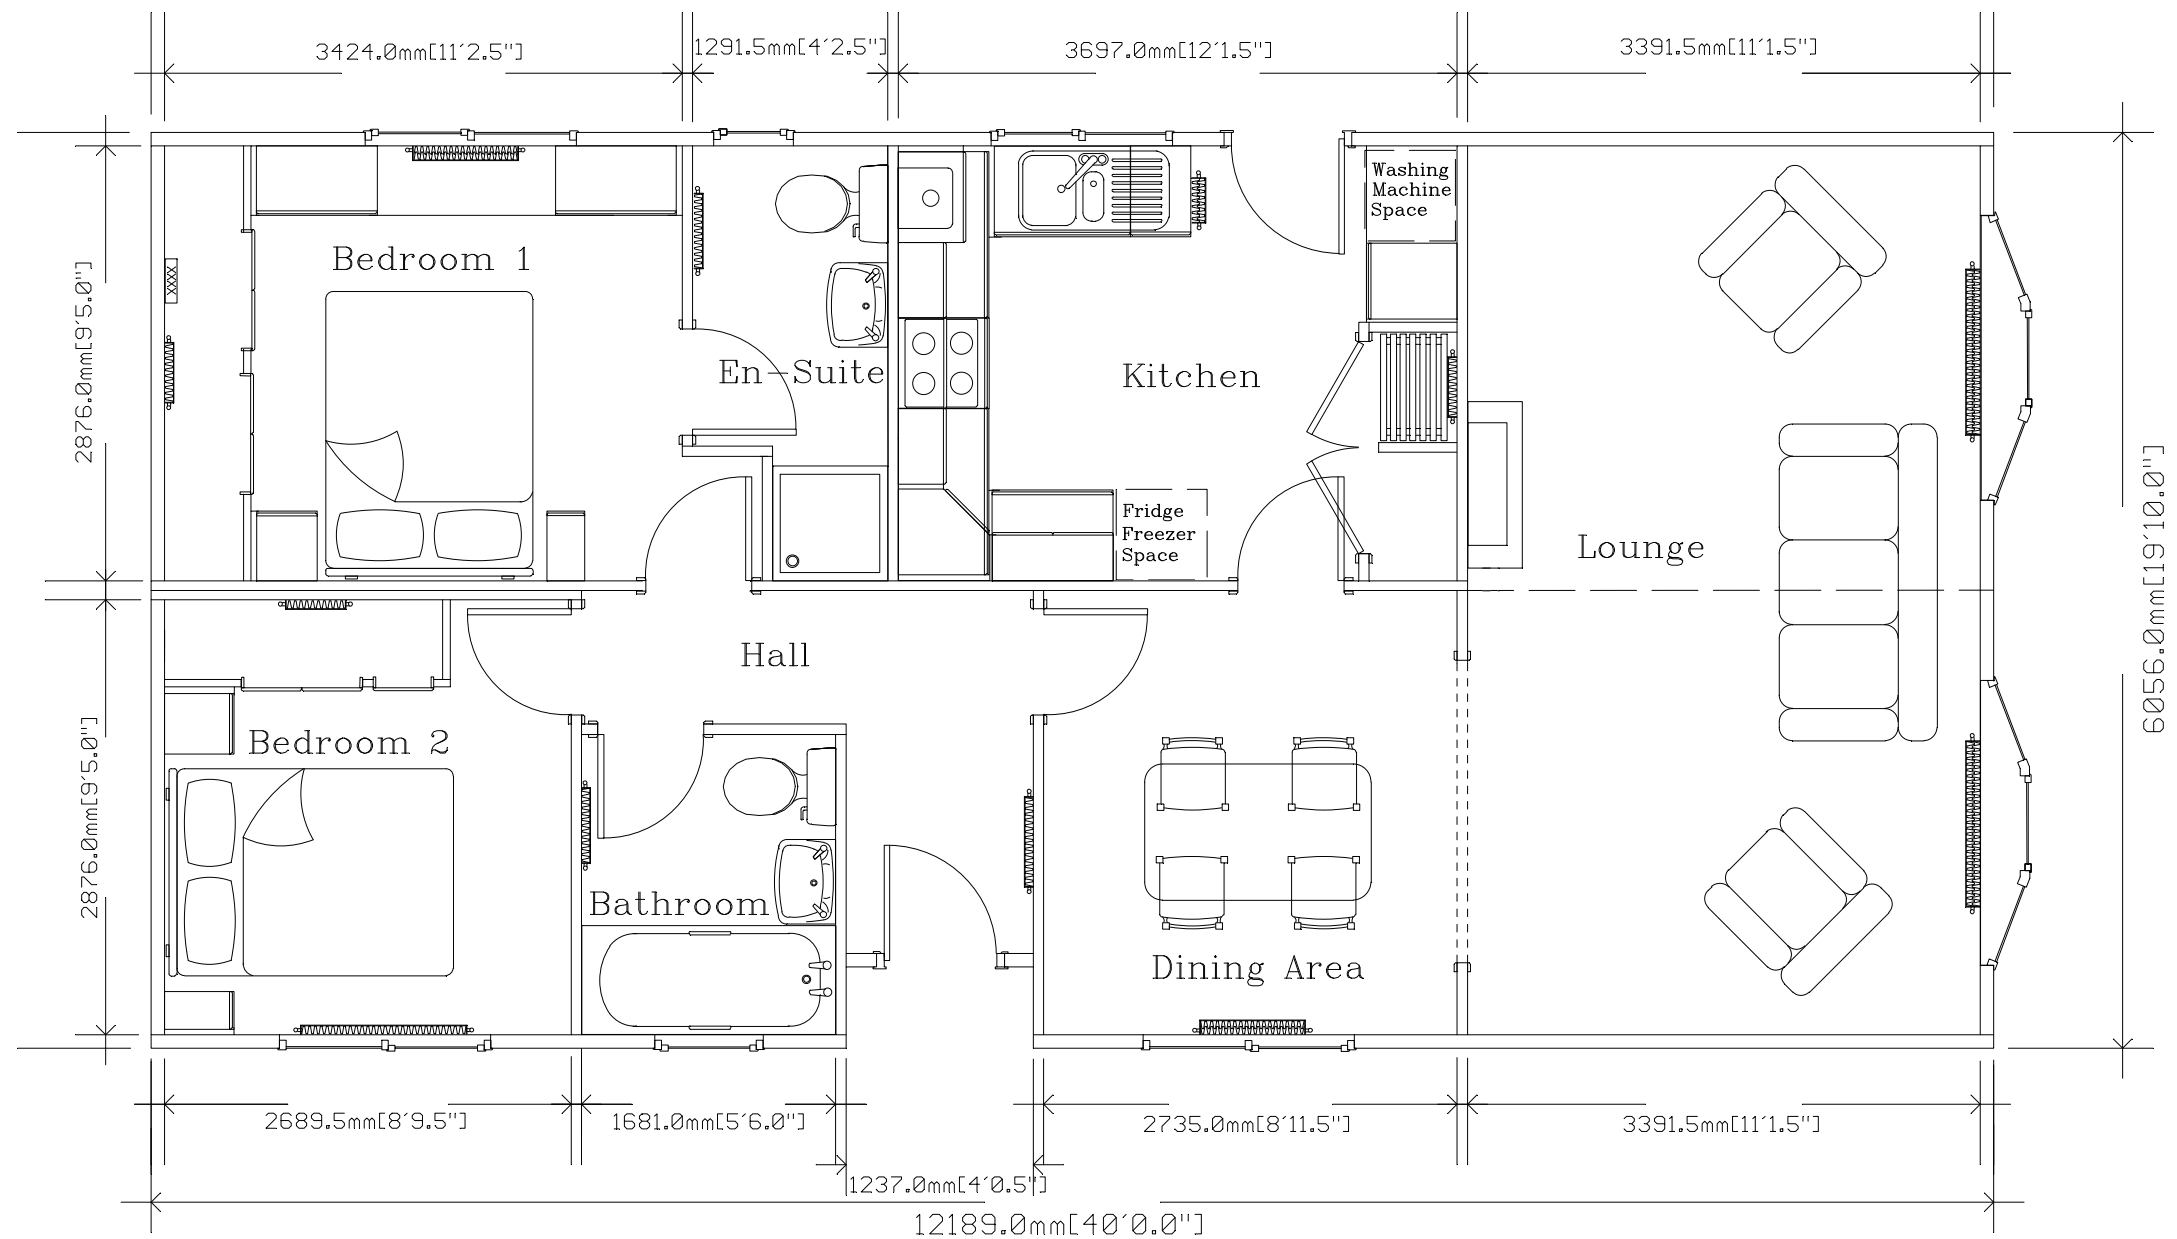 3424.0mm[11'2.5"]
1291.5mm[4'2.5"]
3697.0mm[12'1.5"]
3391.5mm[11'1.5"]
Washing
Machine
Space
Bedroom 1
XXX
2876.0mm[9'5.0"]
En-Suite
Kitchen
Fridge
Freezer
Space
Lounge
6056.0mm[19'10.0"]
Hall
Bedroom 2
2876.0mm[9'5.0"]
Bathroom
Dining Area
2689.5mm[8'9.5"]
1681.0mm[5'6.0"]
2735.0mm[8'11.5"]
3391.5mm[11'1.5"]
1237.0mm[4'0.5"]
12189.0mm[40'0.0"]